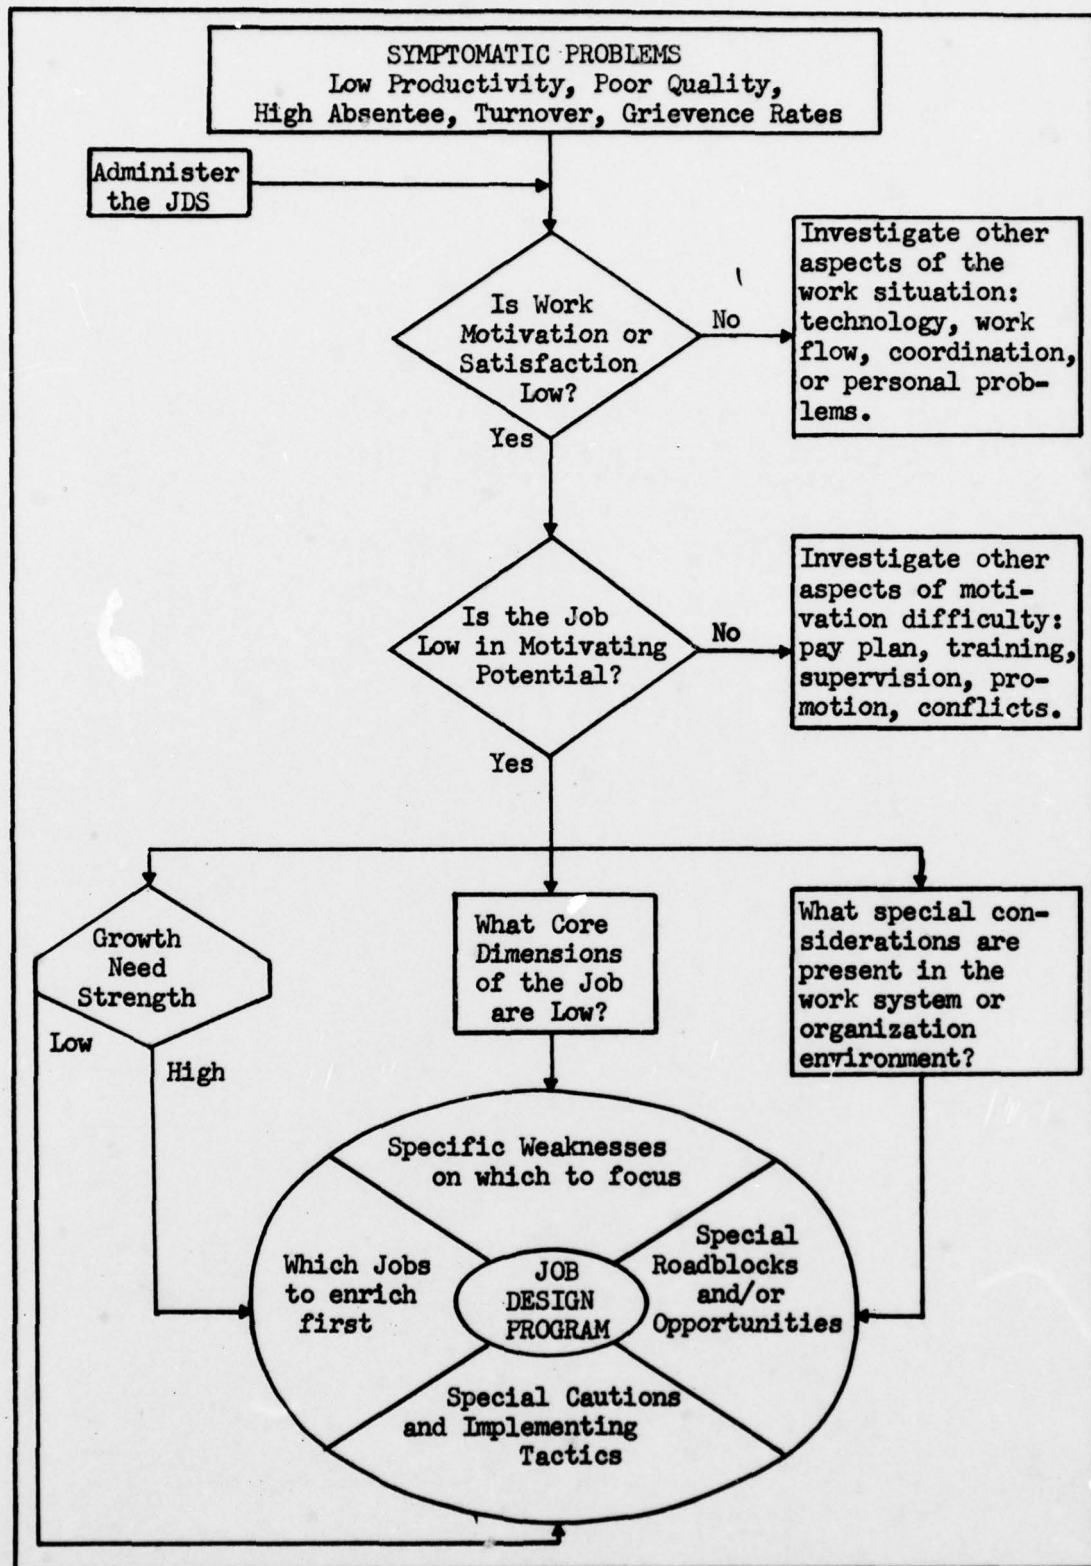 SYMPTOMATIC PROBLEMS
Low Productivity, Poor Quality,
High Absentee, Turnover, Grievence Rates
Administer
the JDS
Is Work
Motivation or
Satisfaction
Low?
No
Investigate other
aspects of the
work situation:
technology, work
flow, coordination,
or personal prob-
lems.
Yes
Is the Job
Low in Motivating
Potential?
No
Investigate other
aspects of moti-
vation difficulty:
pay plan, training,
supervision, pro-
motion, conflicts.
Yes
Growth
Need
Strength
Low
High
What Core
Dimensions
of the Job
are Low?
What special con-
siderations are
present in the
work system or
organization
environment?
Specific Weaknesses
on which to focus
Which Jobs
to enrich
first
JOB
DESIGN
PROGRAM
Special
Roadblocks
and/or
Opportunities
Special Cautions
and Implementing
Tactics